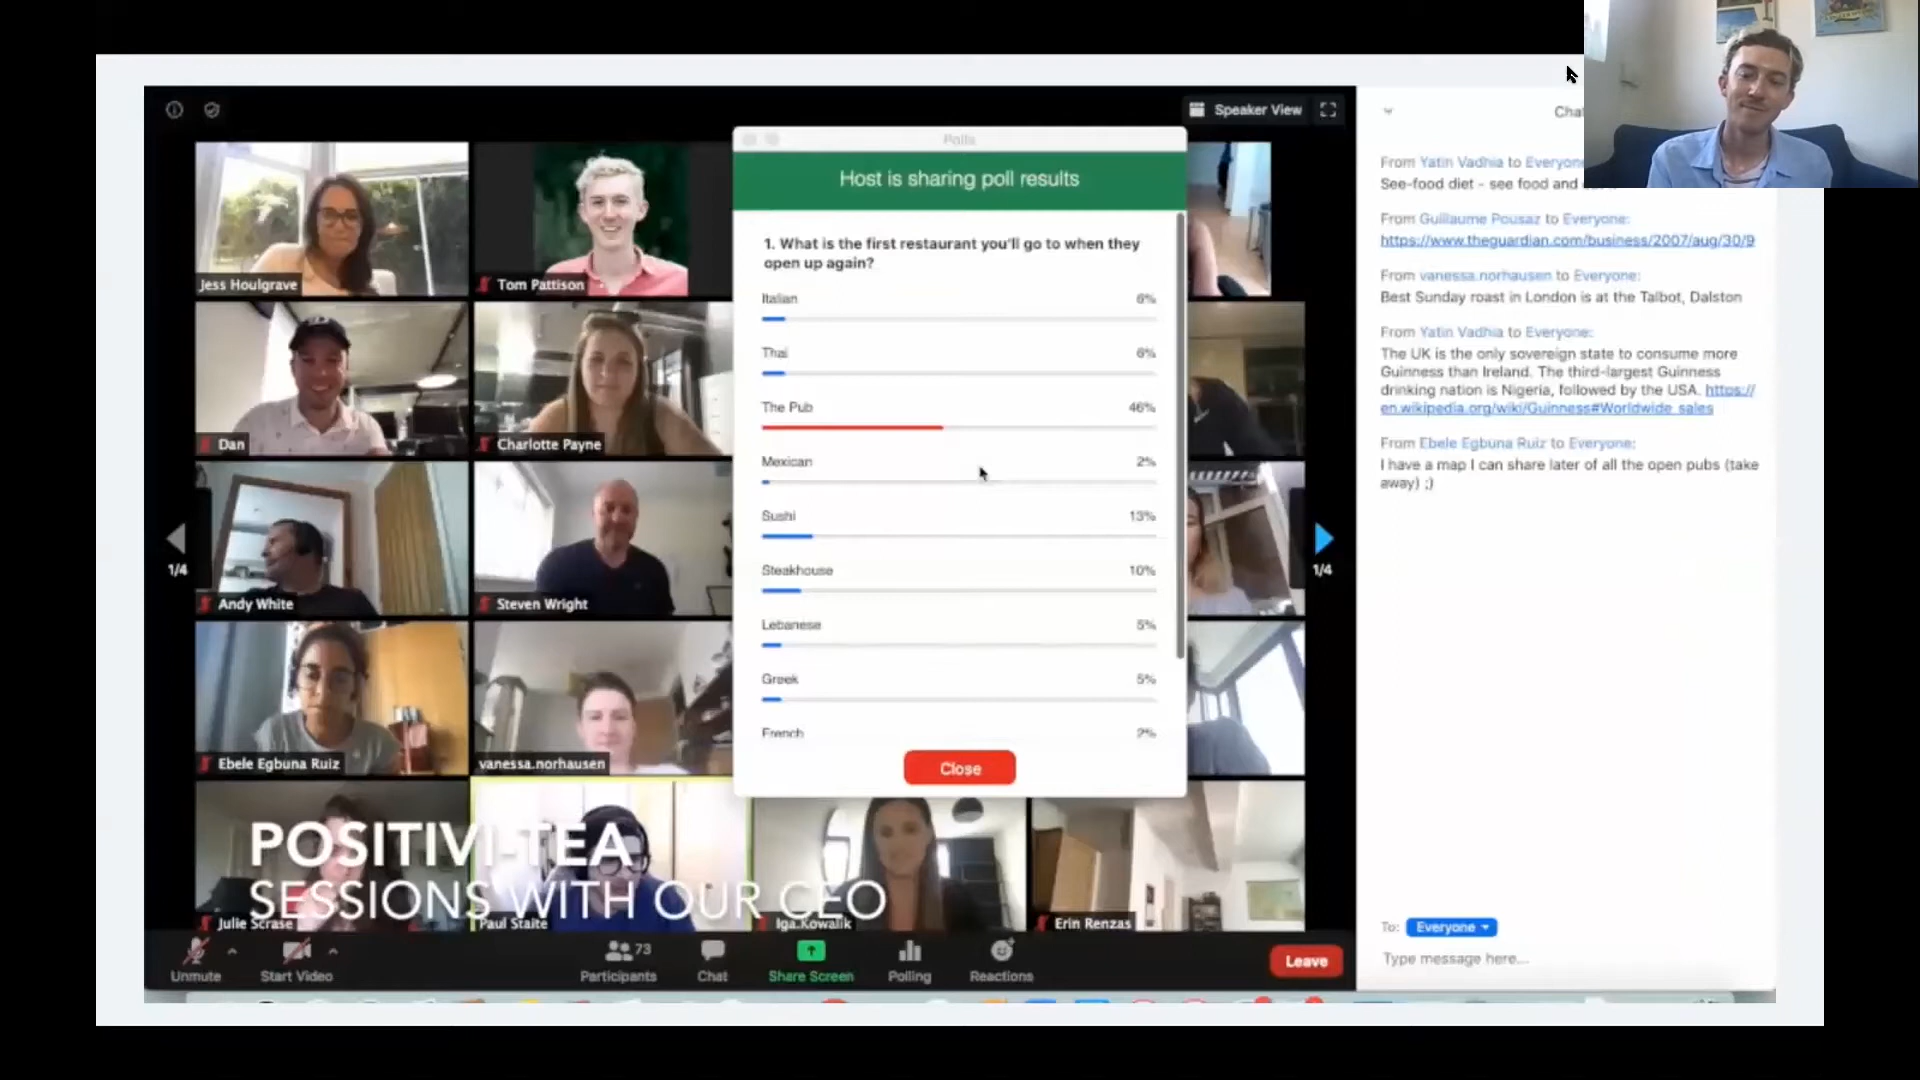 Speaker View
Polls
Host is sharing poll results
1. What is the first restaurant you'll go to when they
open up again?
Italian 6%
Thai 6%
The Pub 46%
Mexican 2%
Sushi 13%
Steakhouse 10%
Lebanese 5%
Greek 5%
French 2%
Close
Jess Houlgrave
Tom Pattison
Dan
Charlotte Payne
Andy White
Steven Wright
Ebele Egbuna Ruiz
vanessa.norhausen
Julie Scrase
Paul Staite
Iga Kowalik
Erin Renzas
1/4
1/4
POSITIVI-TEA
SESSIONS WITH OUR CEO
Unmute
Start Video
73
Participants
Chat
Share Screen
Polling
Reactions
Leave
From Yatin Vadhia to Everyone
See-food diet - see food and
From Guillaume Pousaz to Everyone:
https://www.theguardian.com/business/2007/aug/30/9
From vanessa.norhausen to Everyone:
Best Sunday roast in London is at the Talbot, Dalston
From Yatin Vadhia to Everyone:
The UK is the only sovereign state to consume more
Guinness than Ireland. The third-largest Guinness
drinking nation is Nigeria, followed by the USA. https://
en.wikipedia.org/wiki/Guinness#Worldwide_sales
From Ebele Egbuna Ruiz to Everyone:
I have a map I can share later of all the open pubs (take
away) ;)
To: Everyone
Type message here...